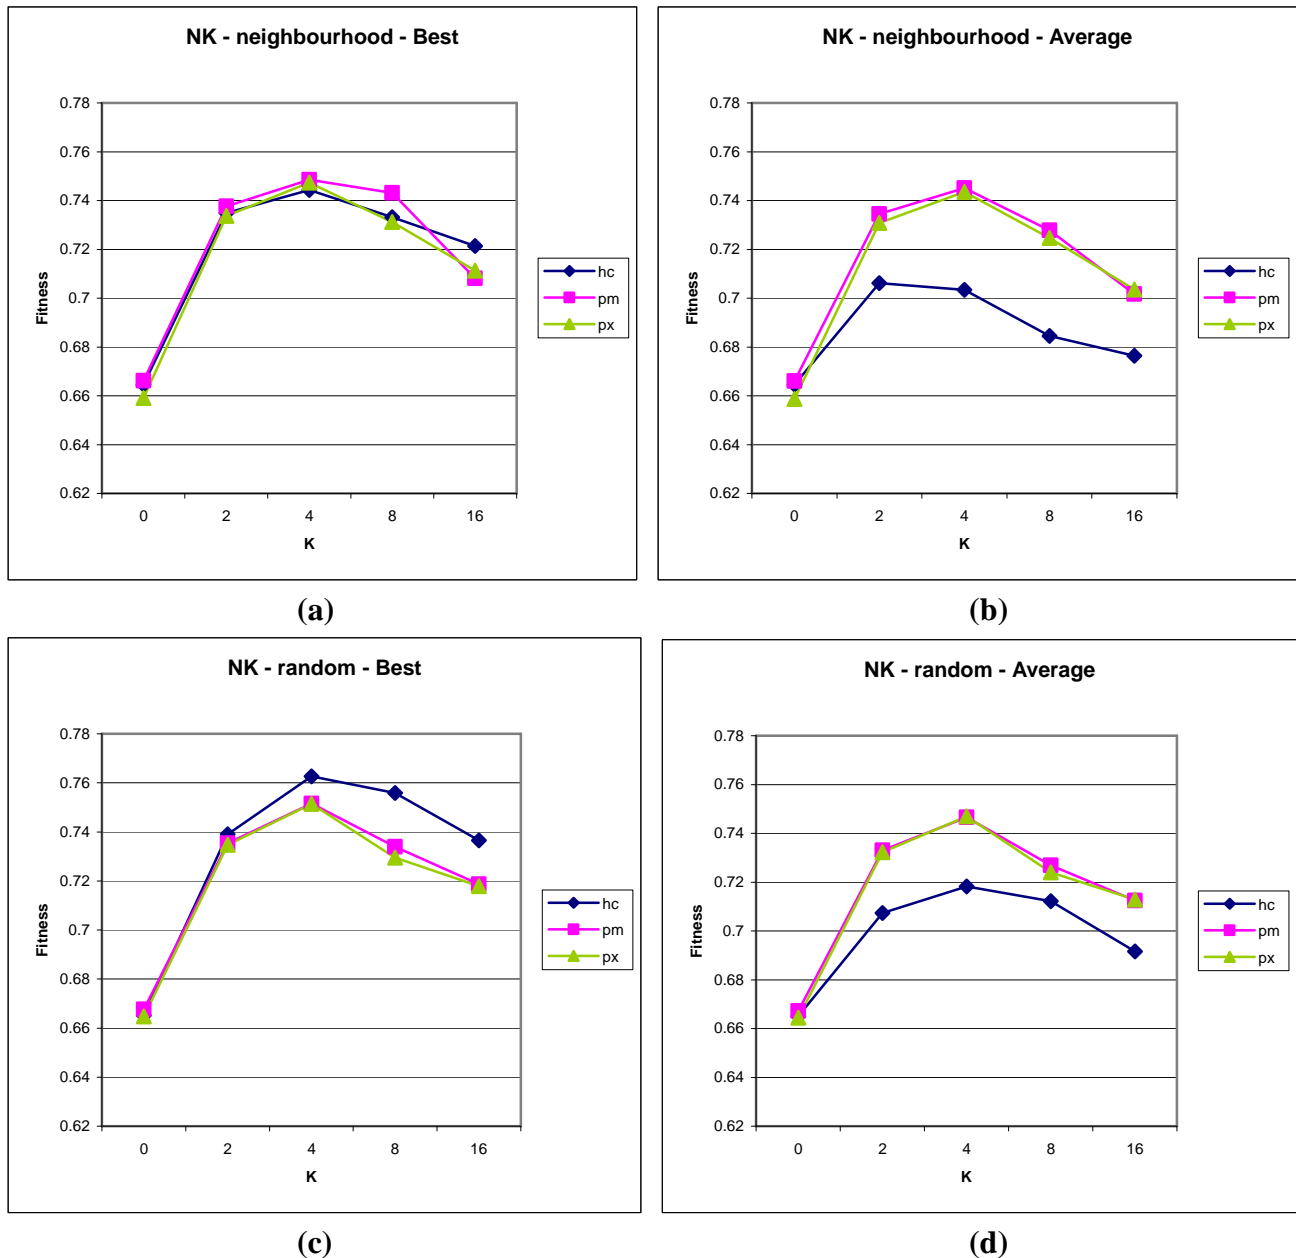 NK - neighbourhood - Best
0.78
0.76
0.74
0.72
0.7
0.68
0.66
0.64
0.62
Fitness
0 2 4 8 16
K
hc
pm
px
(a)
NK - neighbourhood - Average
0.78
0.76
0.74
0.72
0.7
0.68
0.66
0.64
0.62
Fitness
0 2 4 8 16
K
hc
pm
px
(b)
NK - random - Best
0.78
0.76
0.74
0.72
0.7
0.68
0.66
0.64
0.62
Fitness
0 2 4 8 16
K
hc
pm
px
(c)
NK - random - Average
0.78
0.76
0.74
0.72
0.7
0.68
0.66
0.64
0.62
Fitness
0 2 4 8 16
K
hc
pm
px
(d)